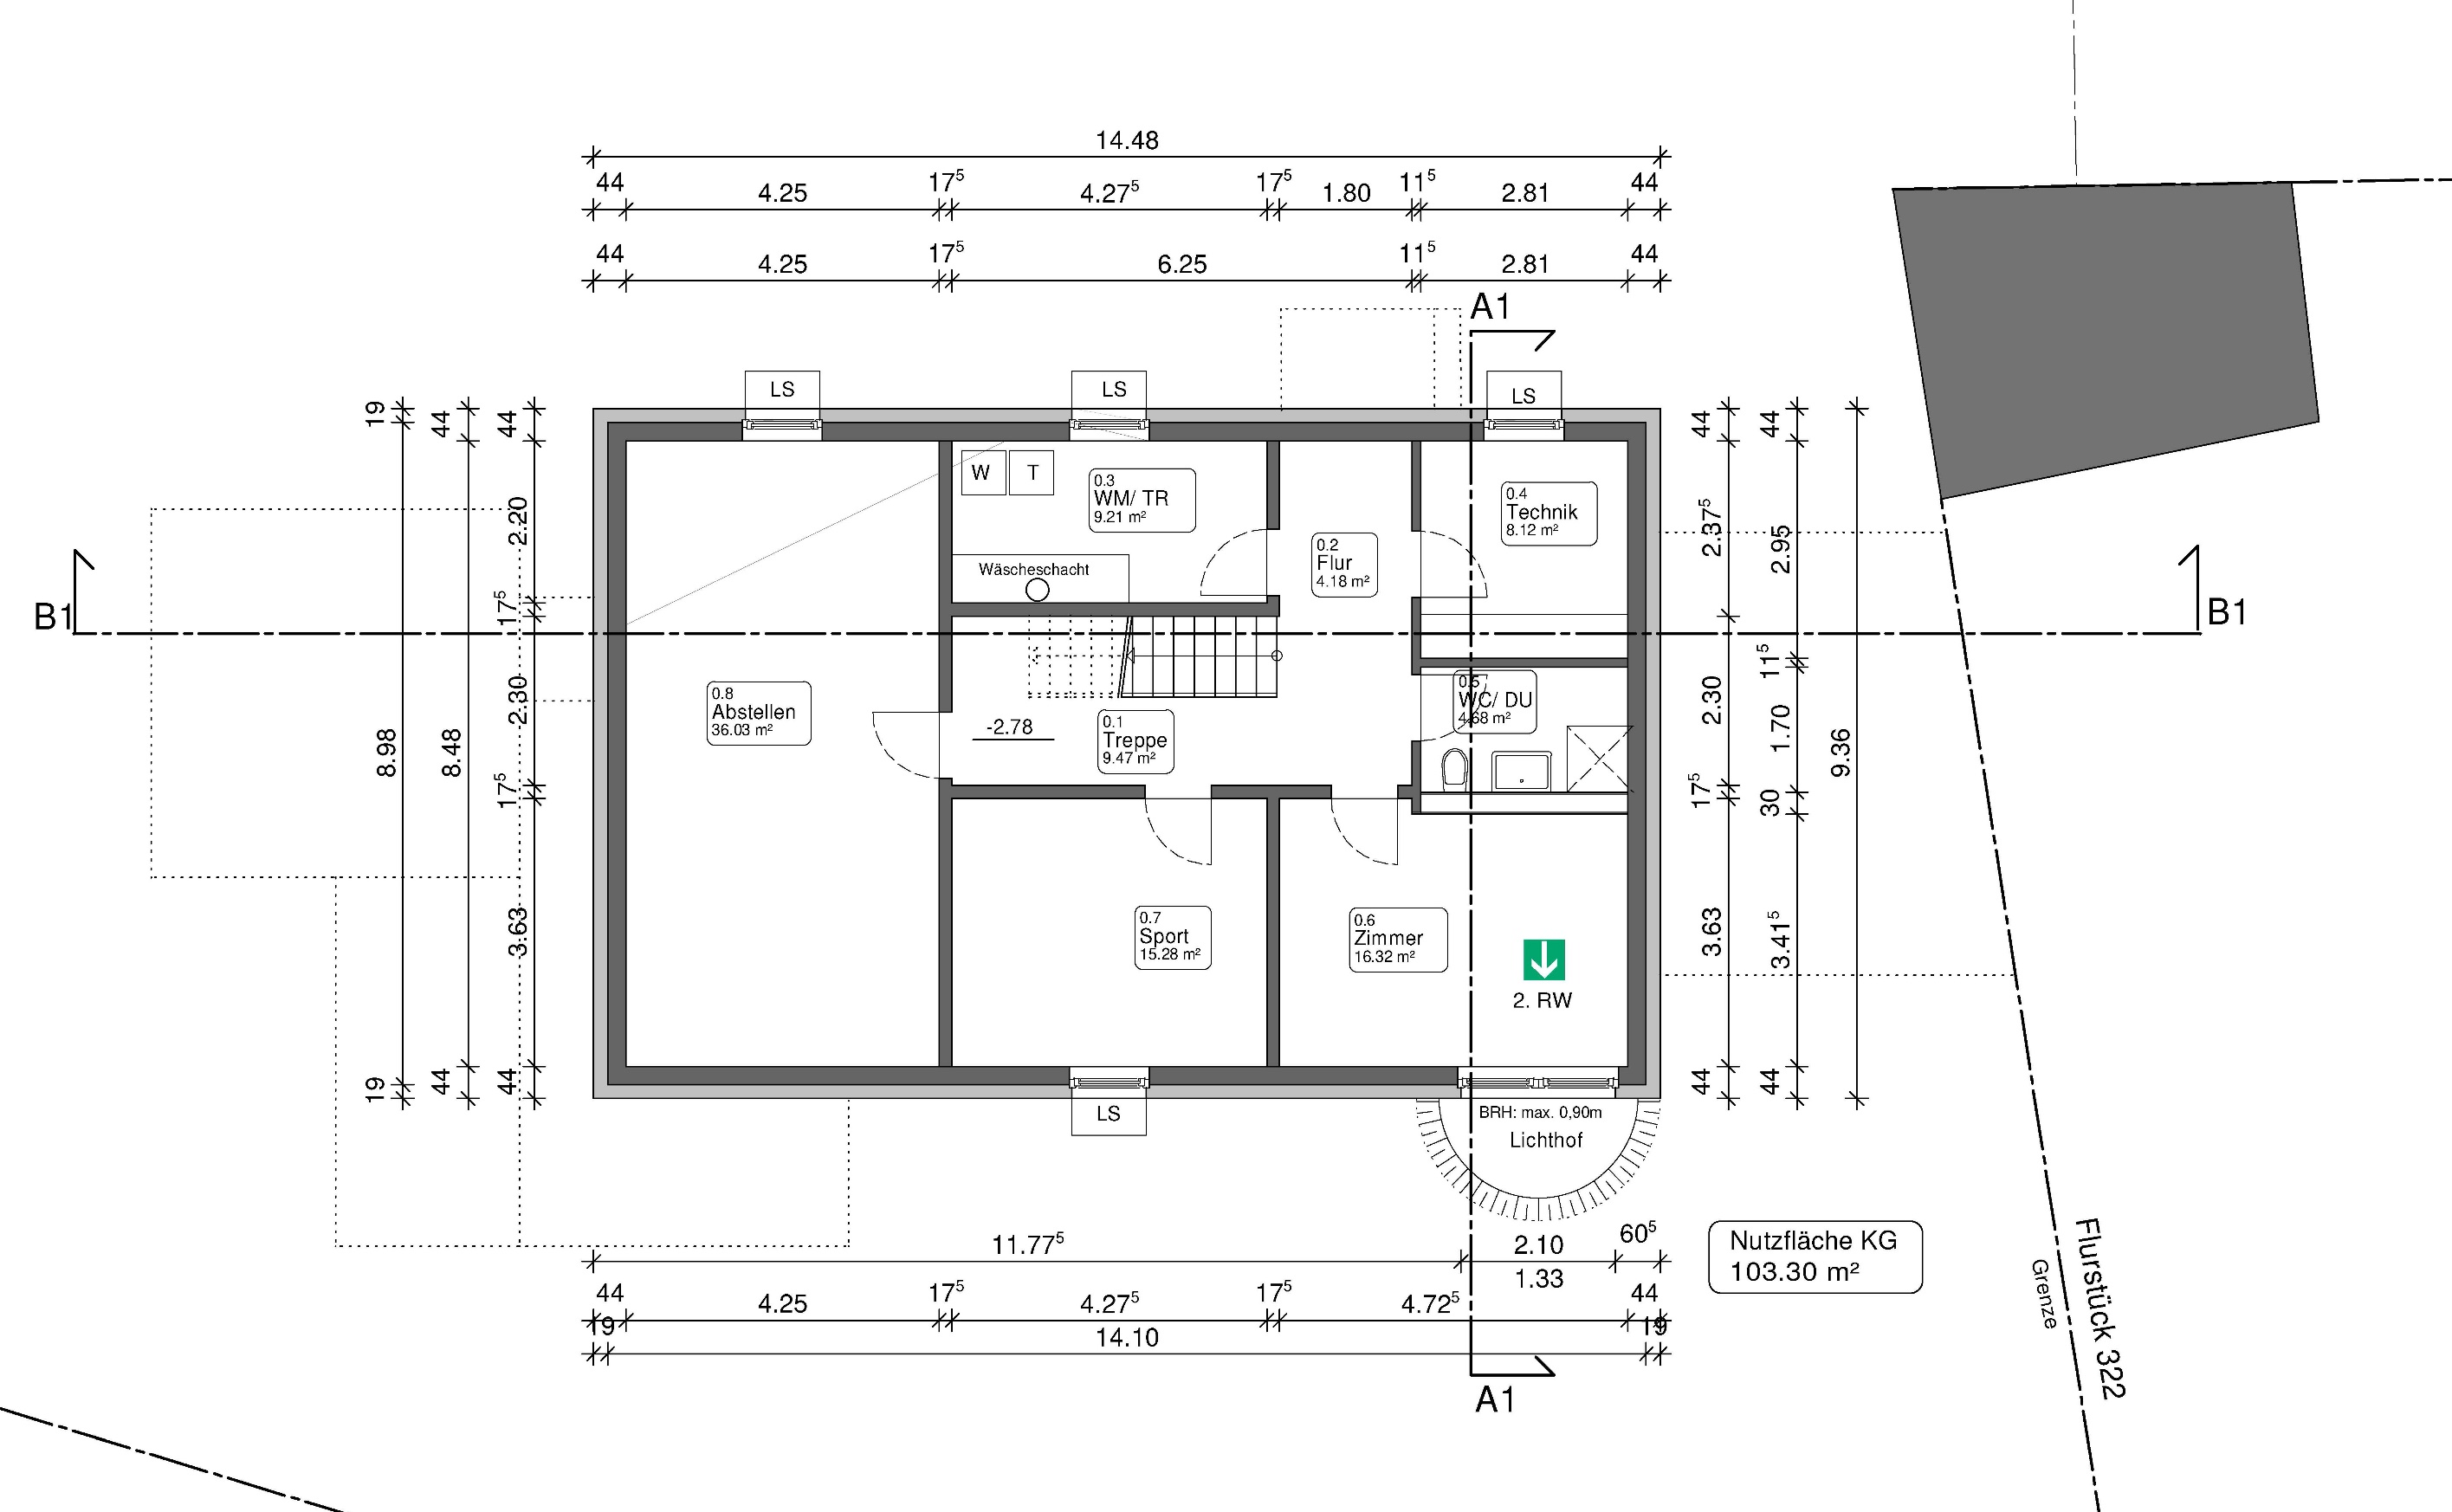 14.48
44 4.25 17⁵ 4.27⁵ 17⁵ 1.80 11⁵ 2.81 44
44 4.25 17⁵ 6.25 11⁵ 2.81 44
A1
LS LS LS
19 44 44
44 44
W T
0.3
WM/ TR
9.21 m²
0.4
Technik
8.12 m²
0.2
Flur
4.18 m²
Wäscheschacht
2.20
2.37⁵
2.95
B1
17⁵
B1
0.8
Abstellen
36.03 m²
-2.78
0.1
Treppe
9.47 m²
0.5
WC/ DU
4.68 m²
8.98
8.48
2.30
17⁵
11⁵
2.30
1.70
9.36
17⁵
30
0.7
Sport
15.28 m²
0.6
Zimmer
16.32 m²
2. RW
3.63
3.63
3.41⁵
19 44 44
44 44
LS
BRH: max. 0,90m
Lichthof
11.77⁵ 2.10 60⁵
1.33
44 4.25 17⁵ 4.27⁵ 17⁵ 4.72⁵ 44
19 14.10 19
A1
Nutzfläche KG
103.30 m²
Flurstück 322
Grenze